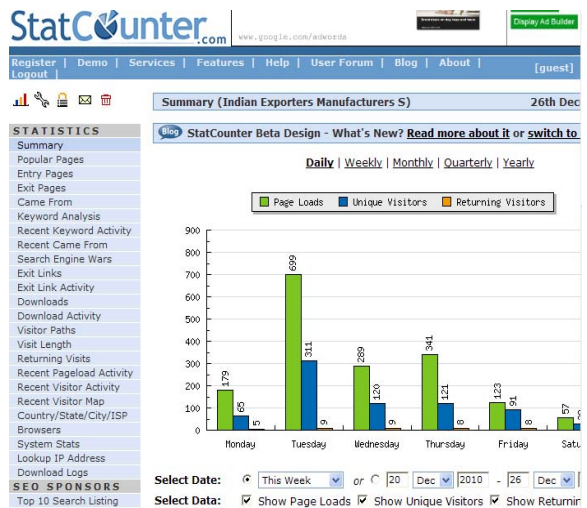 StatCounter.com
www.google.com/adwords
Display Ad Builder
Register | Demo | Services | Features | Help | User Forum | Blog | About |
Logout |
[guest]
Summary (Indian Exporters Manufacturers S) 26th Dec
STATISTICS
Blog StatCounter Beta Design - What's New? Read more about it or switch to
Summary
Popular Pages
Entry Pages
Exit Pages
Came From
Keyword Analysis
Recent Keyword Activity
Recent Came From
Search Engine Wars
Exit Links
Exit Link Activity
Downloads
Download Activity
Visitor Paths
Visit Length
Returning Visits
Recent Pageload Activity
Recent Visitor Activity
Recent Visitor Map
Country/State/City/ISP
Browsers
System Stats
Lookup IP Address
Download Logs
SEO SPONSORS
Top 10 Search Listing
Daily | Weekly | Monthly | Quarterly | Yearly
Page Loads Unique Visitors Returning Visitors
900
800
700
600
500
400
300
200
100
0
179 65 5
699 311 9
289 120 9
341 121 8
123 91 8
57
Monday Tuesday Wednesday Thursday Friday Satu
Select Date: This Week or 20 Dec 2010 - 26 Dec
Select Data: Show Page Loads Show Unique Visitors Show Returnin